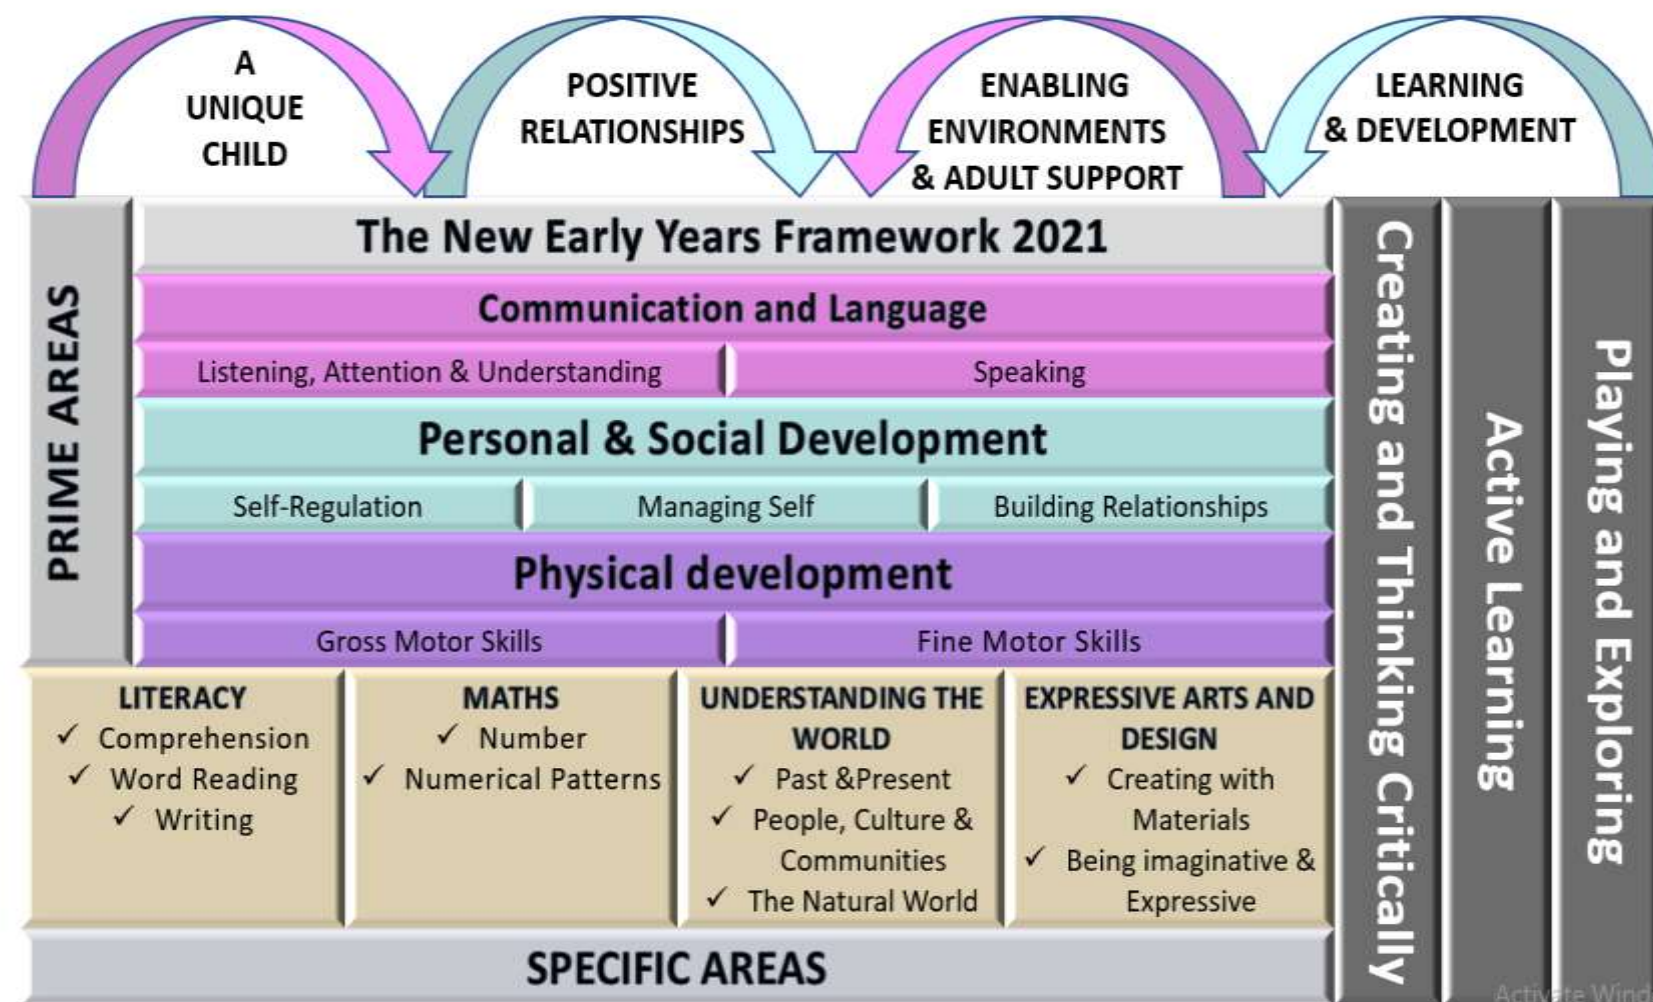 A
UNIQUE
CHILD
POSITIVE
RELATIONSHIPS
ENABLING
ENVIRONMENTS
& ADULT SUPPORT
LEARNING
& DEVELOPMENT
PRIME AREAS
The New Early Years Framework 2021
Communication and Language
Listening, Attention & Understanding
Speaking
Personal & Social Development
Self-Regulation
Managing Self
Building Relationships
Physical development
Gross Motor Skills
Fine Motor Skills
LITERACY
✓ Comprehension
✓ Word Reading
✓ Writing
MATHS
✓ Number
✓ Numerical Patterns
UNDERSTANDING THE
WORLD
✓ Past &Present
✓ People, Culture &
Communities
✓ The Natural World
EXPRESSIVE ARTS AND
DESIGN
✓ Creating with
Materials
✓ Being imaginative &
Expressive
SPECIFIC AREAS
Creating and Thinking Critically
Active Learning
Playing and Exploring
Activate Wind